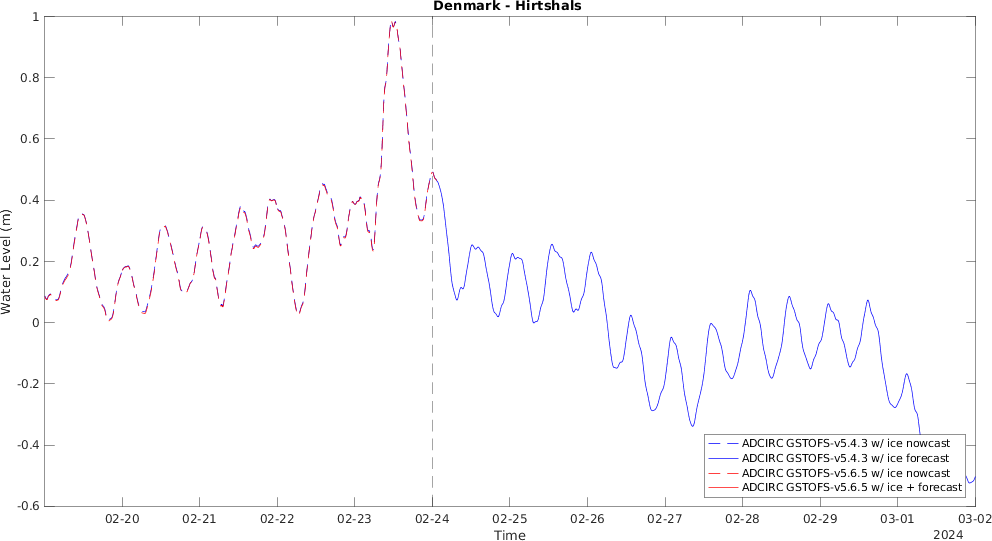 Denmark - Hirtshals
Water Level (m)
1
0.8
0.6
0.4
0.2
0
-0.2
-0.4
-0.6
ADCIRC GSTOFS-v5.4.3 w/ ice nowcast
ADCIRC GSTOFS-v5.4.3 w/ ice forecast
ADCIRC GSTOFS-v5.6.5 w/ ice nowcast
ADCIRC GSTOFS-v5.6.5 w/ ice + forecast
02-20 02-21 02-22 02-23 02-24 02-25 02-26 02-27 02-28 02-29 03-01 03-02
Time
2024